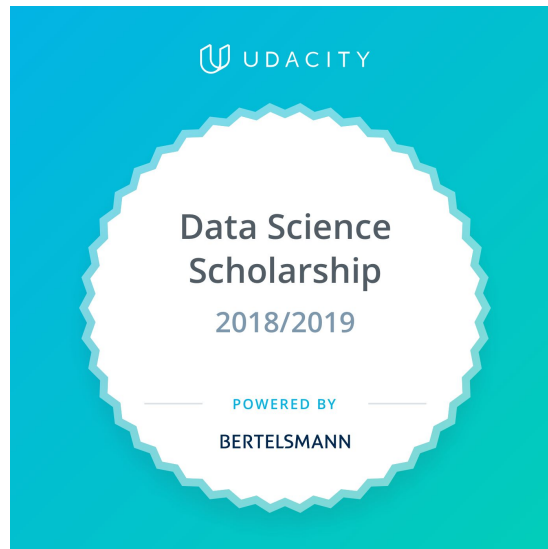 UDACITY
Data Science
Scholarship
2018/2019
POWERED BY
BERTELSMANN